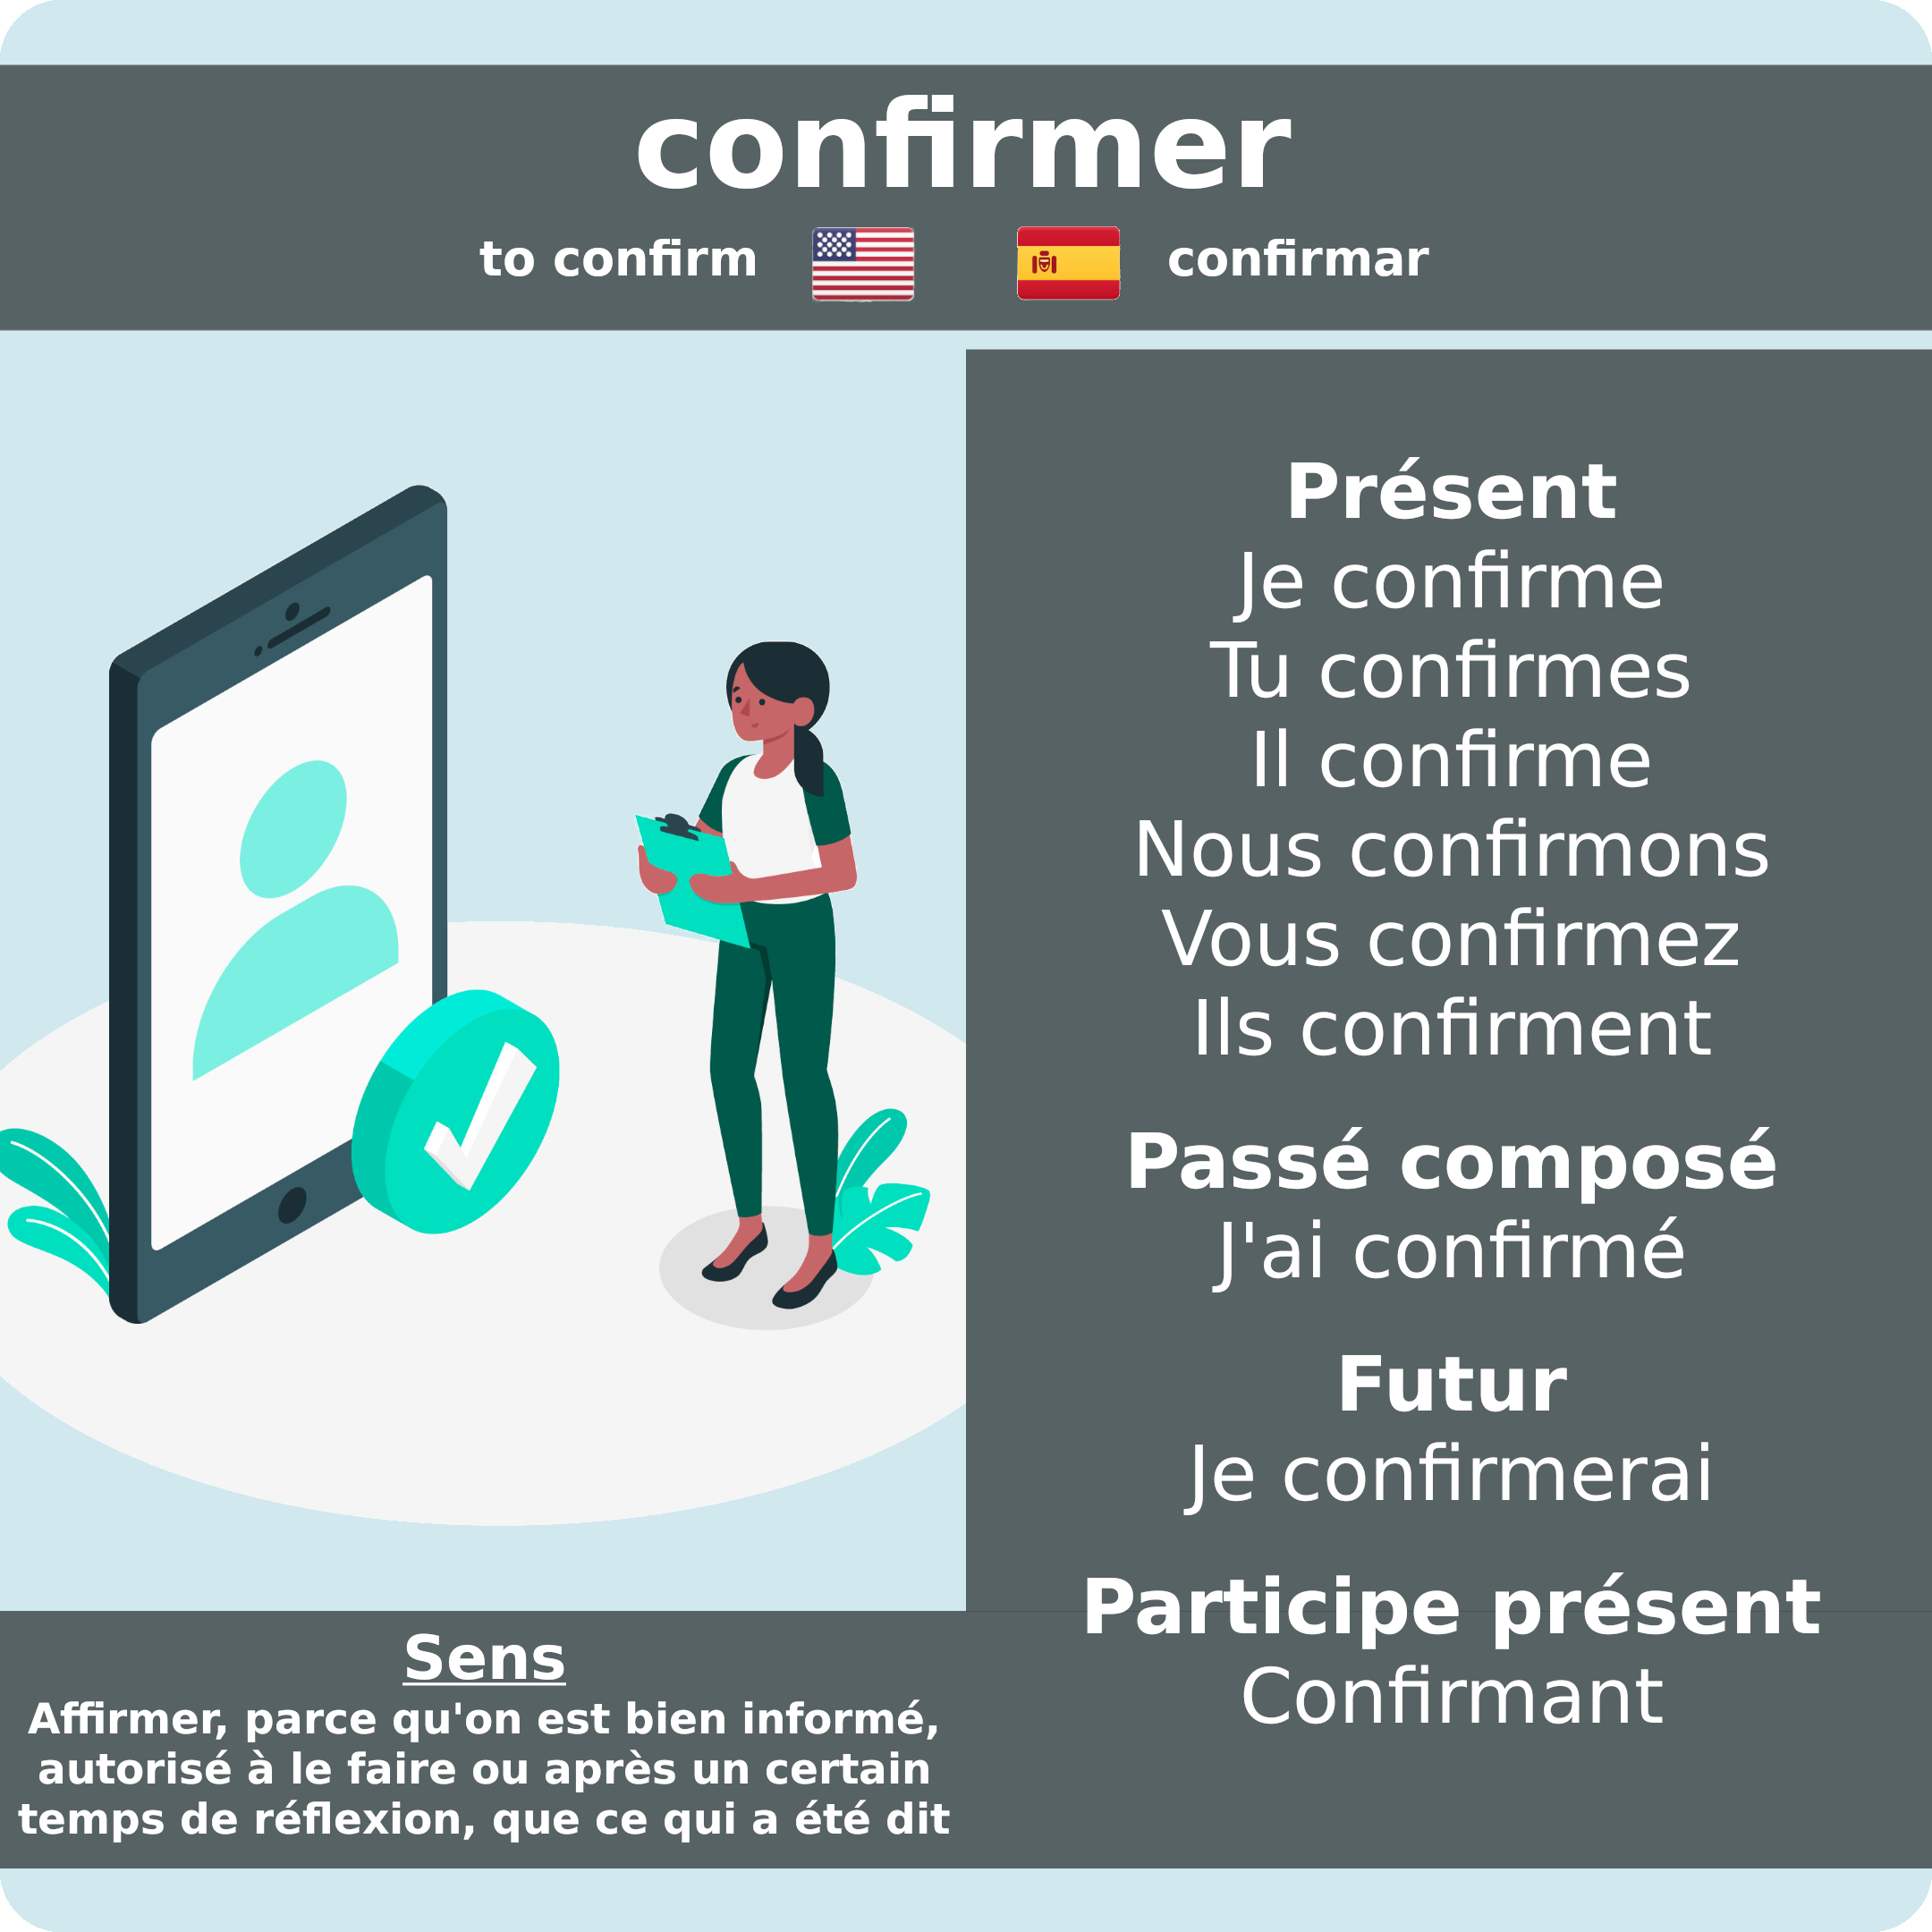 confirmer
to confirm
confirmar
Présent
Je confirme
Tu confirmes
Il confirme
Nous confirmons
Vous confirmez
Ils confirment
Passé composé
J'ai confirmé
Futur
Je confirmerai
Participe présent
Confirmant
Sens
Affirmer, parce qu'on est bien informé,
autorisé à le faire ou après un certain
temps de réflexion, que ce qui a été dit